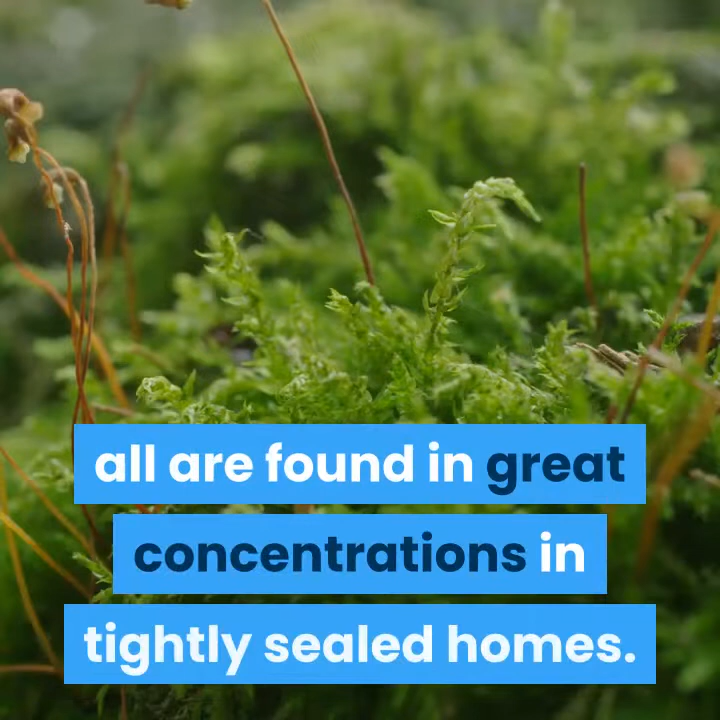 all are found in great
concentrations in
tightly sealed homes.